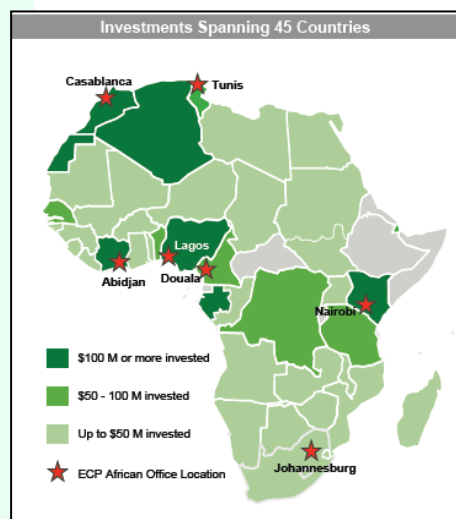 Investments Spanning 45 Countries
Casablanca
Tunis
Lagos
Abidjan
Douala
Nairobi
$100 M or more invested
$50 - 100 M invested
Up to $50 M invested
Johannesburg
ECP African Office Location